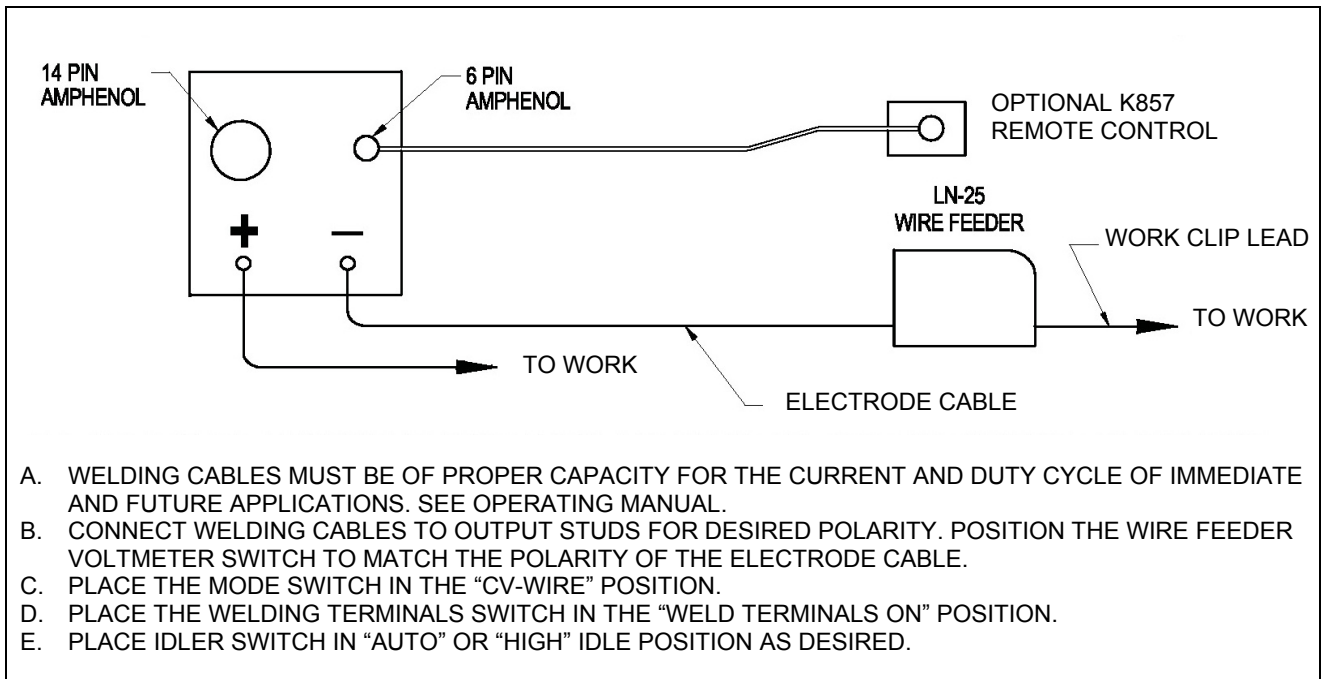 14 PIN
AMPHENOL
6 PIN
AMPHENOL
OPTIONAL K857
REMOTE CONTROL
LN-25
WIRE FEEDER
WORK CLIP LEAD
+
—
TO WORK
TO WORK
ELECTRODE CABLE
A. WELDING CABLES MUST BE OF PROPER CAPACITY FOR THE CURRENT AND DUTY CYCLE OF IMMEDIATE
AND FUTURE APPLICATIONS. SEE OPERATING MANUAL.
B. CONNECT WELDING CABLES TO OUTPUT STUDS FOR DESIRED POLARITY. POSITION THE WIRE FEEDER
VOLTMETER SWITCH TO MATCH THE POLARITY OF THE ELECTRODE CABLE.
C. PLACE THE MODE SWITCH IN THE “CV-WIRE” POSITION.
D. PLACE THE WELDING TERMINALS SWITCH IN THE “WELD TERMINALS ON” POSITION.
E. PLACE IDLER SWITCH IN “AUTO” OR “HIGH” IDLE POSITION AS DESIRED.